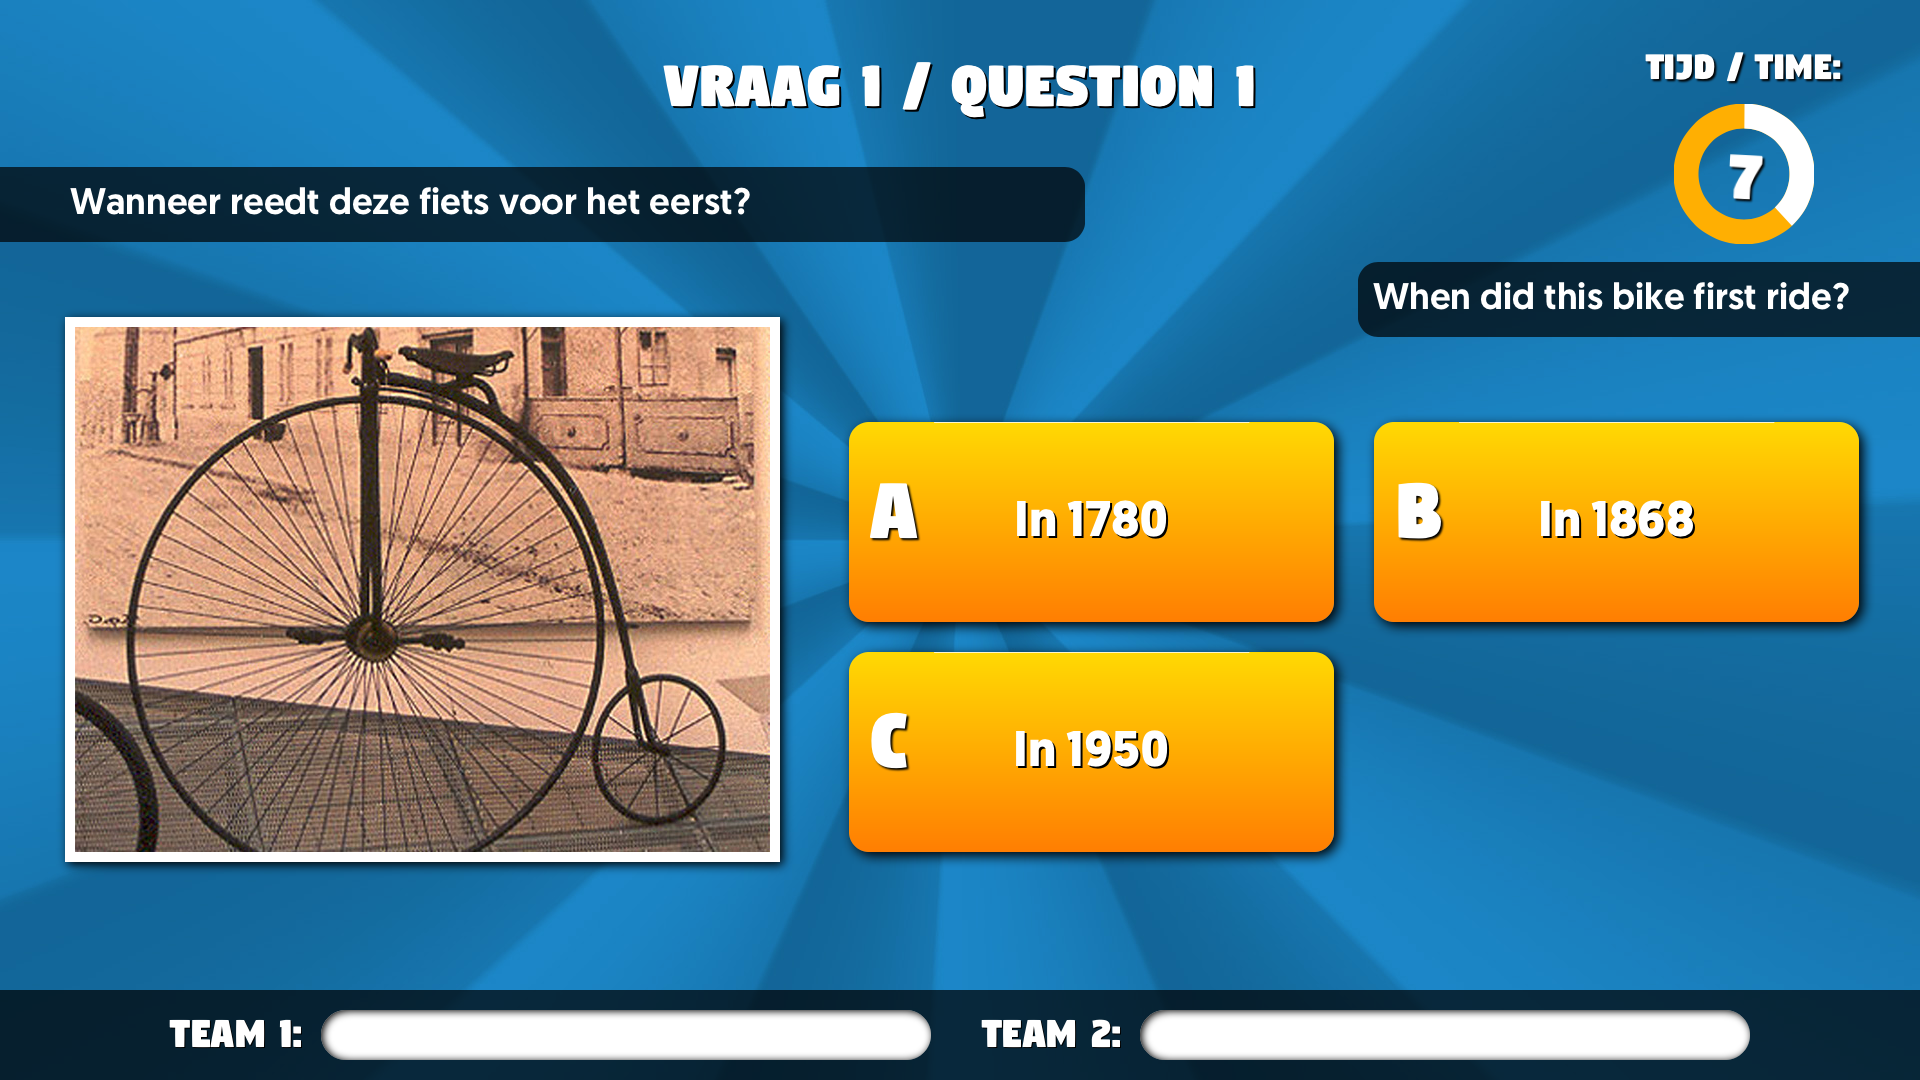 VRAAG 1 / QUESTION 1
TIJD / TIME:
7
Wanneer reedt deze fiets voor het eerst?
When did this bike first ride?
A In 1780
B In 1868
C In 1950
TEAM 1:
TEAM 2: